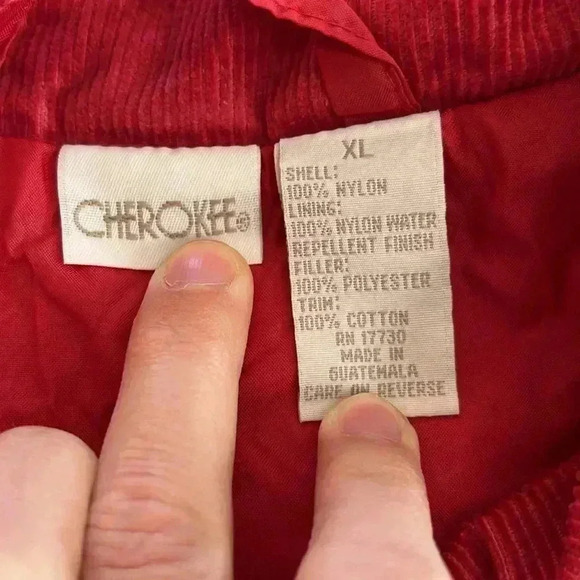 CHEROKEE®
XL
SHELL:
100% NYLON
LINING:
100% NYLON WATER
REPELLENT FINISH
FILLER:
100% POLYESTER
TRIM:
100% COTTON
RN 17730
MADE IN
GUATEMALA
CARE ON REVERSE